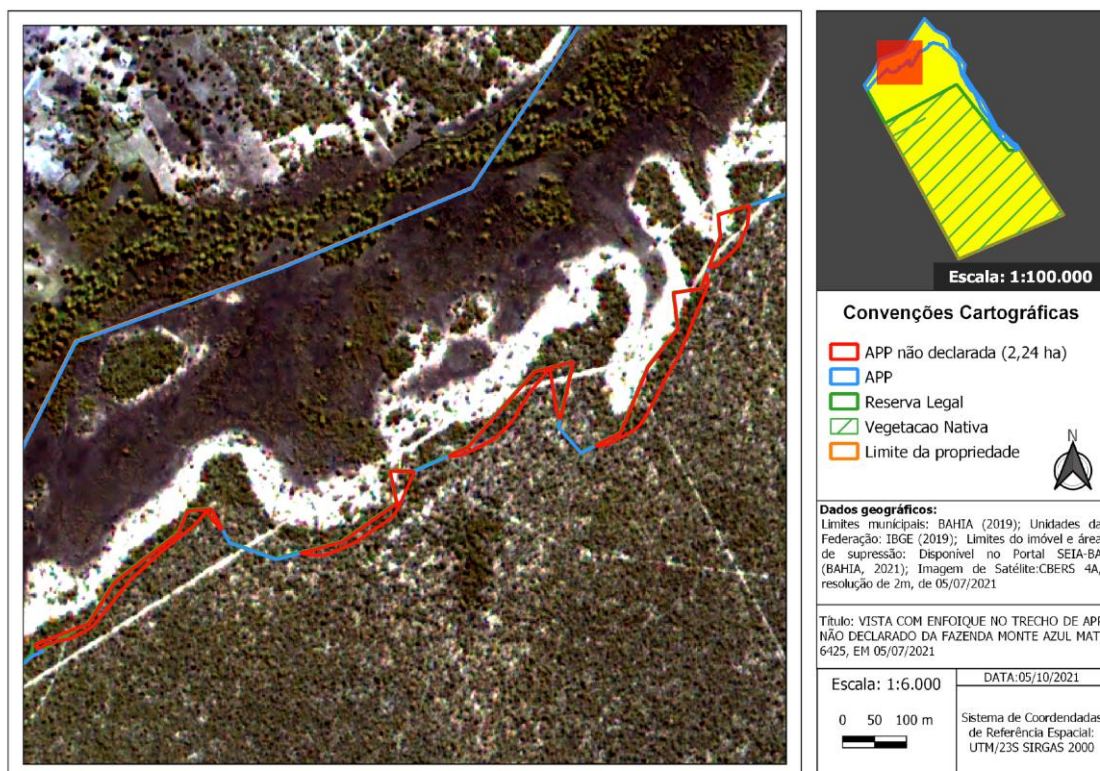 Escala: 1:100.000
Convenções Cartográficas
APP não declarada (2,24 ha)
APP
Reserva Legal
Vegetacao Nativa
Limite da propriedade
N
Dados geográficos:
Limites munícipais: BAHIA (2019); Unidades da
Federação: IBGE (2019); Limites do imóvel e área
de supressão: Disponível no Portal SEIA-BA
(BAHIA, 2021); Imagem de Satélite:CBERS 4A,
resolução de 2m, de 05/07/2021
Título: VISTA COM ENFOIQUE NO TRECHO DE APP
NÃO DECLARADO DA FAZENDA MONTE AZUL MAT
6425, EM 05/07/2021
Escala: 1:6.000
0 50 100 m
DATA:05/10/2021
Sistema de Coordendadas
de Referência Espacial:
UTM/23S SIRGAS 2000